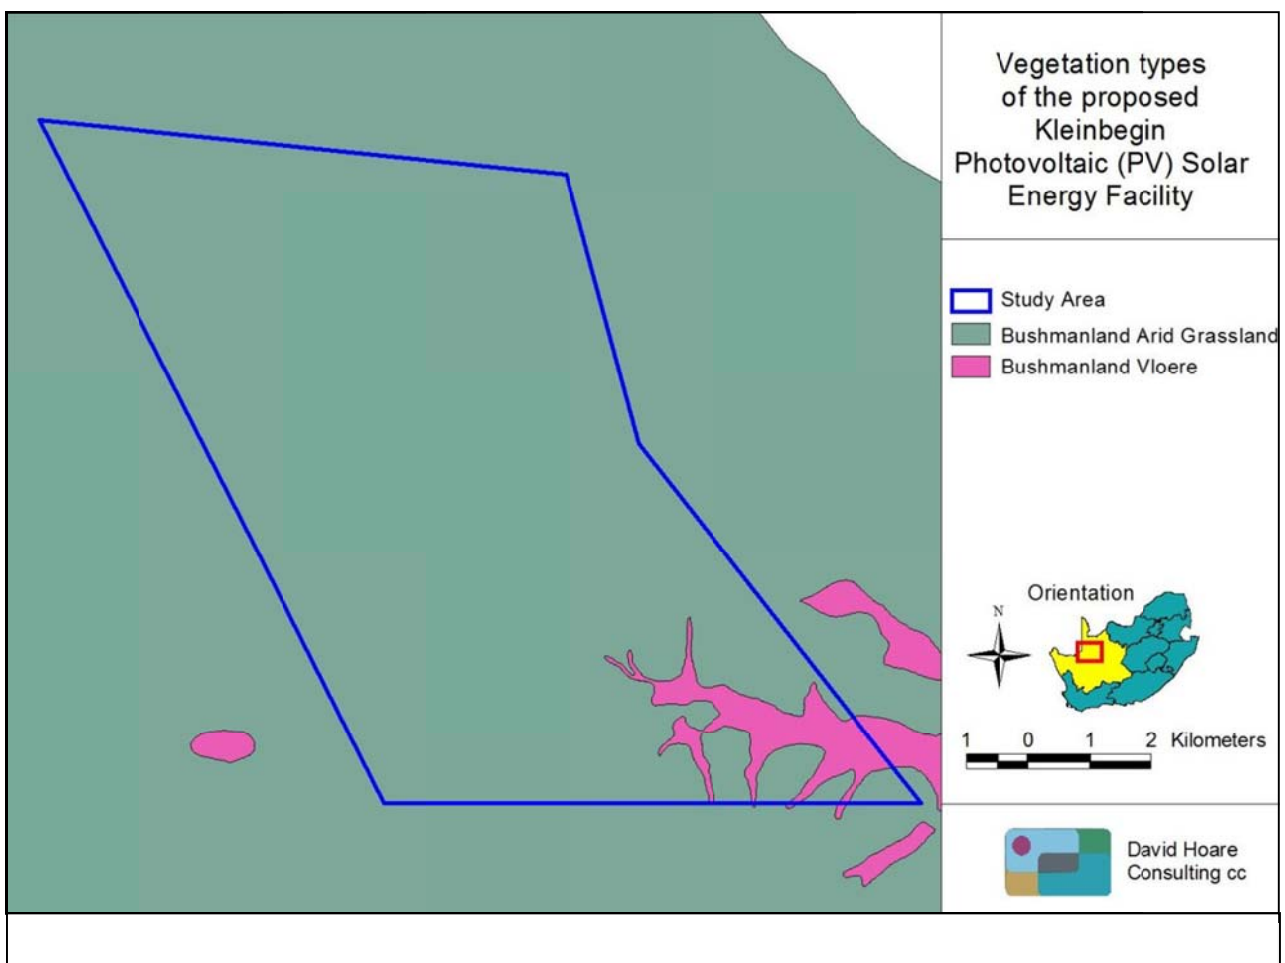 Vegetation types
of the proposed
Kleinbegin
Photovoltaic (PV) Solar
Energy Facility
Study Area
Bushmanland Arid Grassland
Bushmanland Vloere
Orientation
N
1 0 1 2 Kilometers
David Hoare
Consulting cc